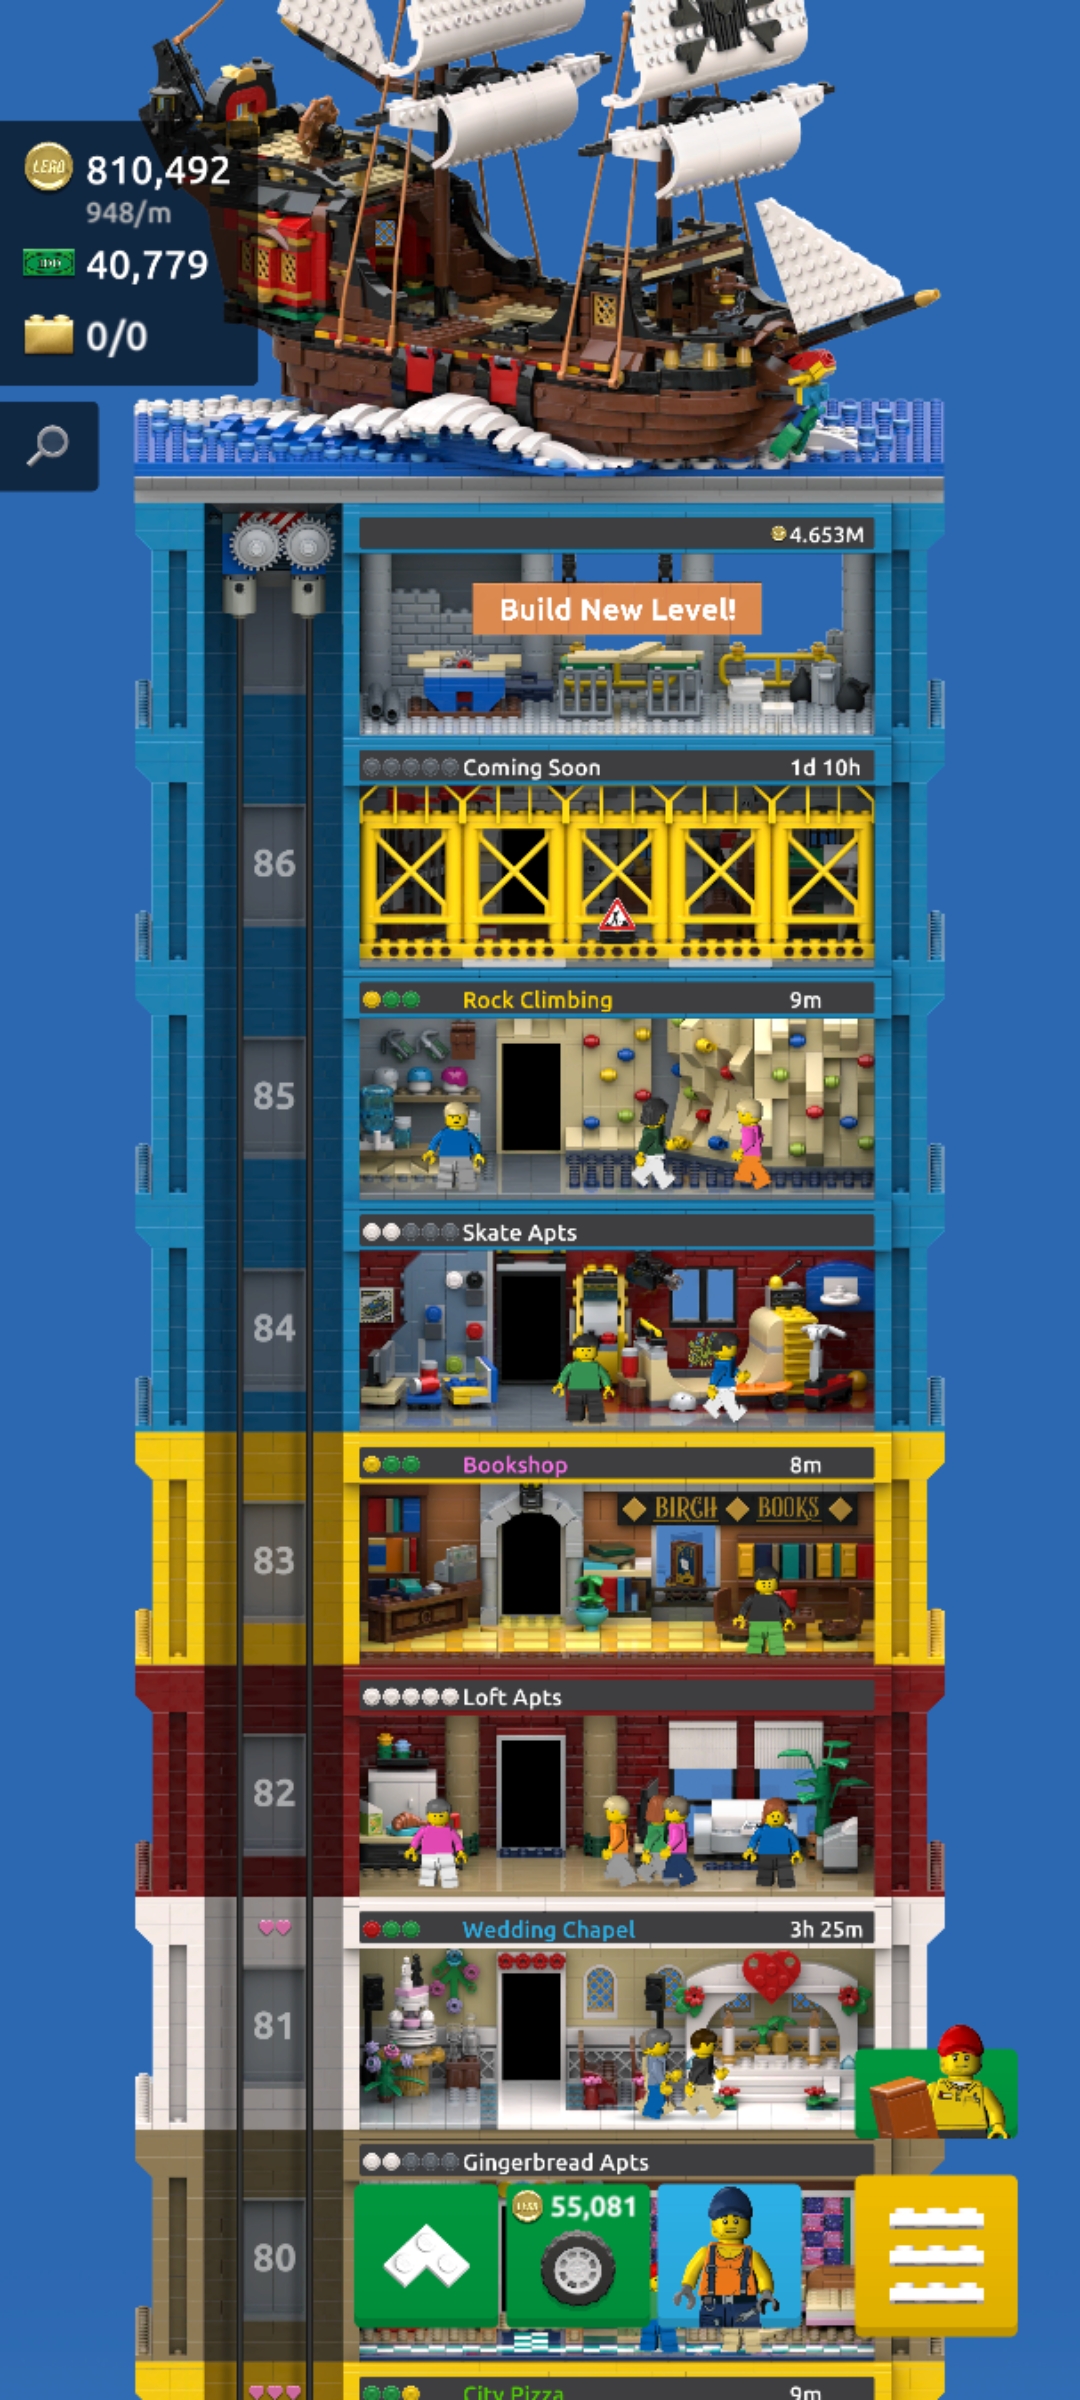 LEGO 810,492
948/m
40,779
0/0
4.653M
Build New Level!
Coming Soon 1d 10h
86
Rock Climbing 9m
85
Skate Apts
84
Bookshop 8m
BIRCH BOOKS
83
Loft Apts
82
Wedding Chapel 3h 25m
81
Gingerbread Apts
LEGO 55,081
80
City Pizza 9m